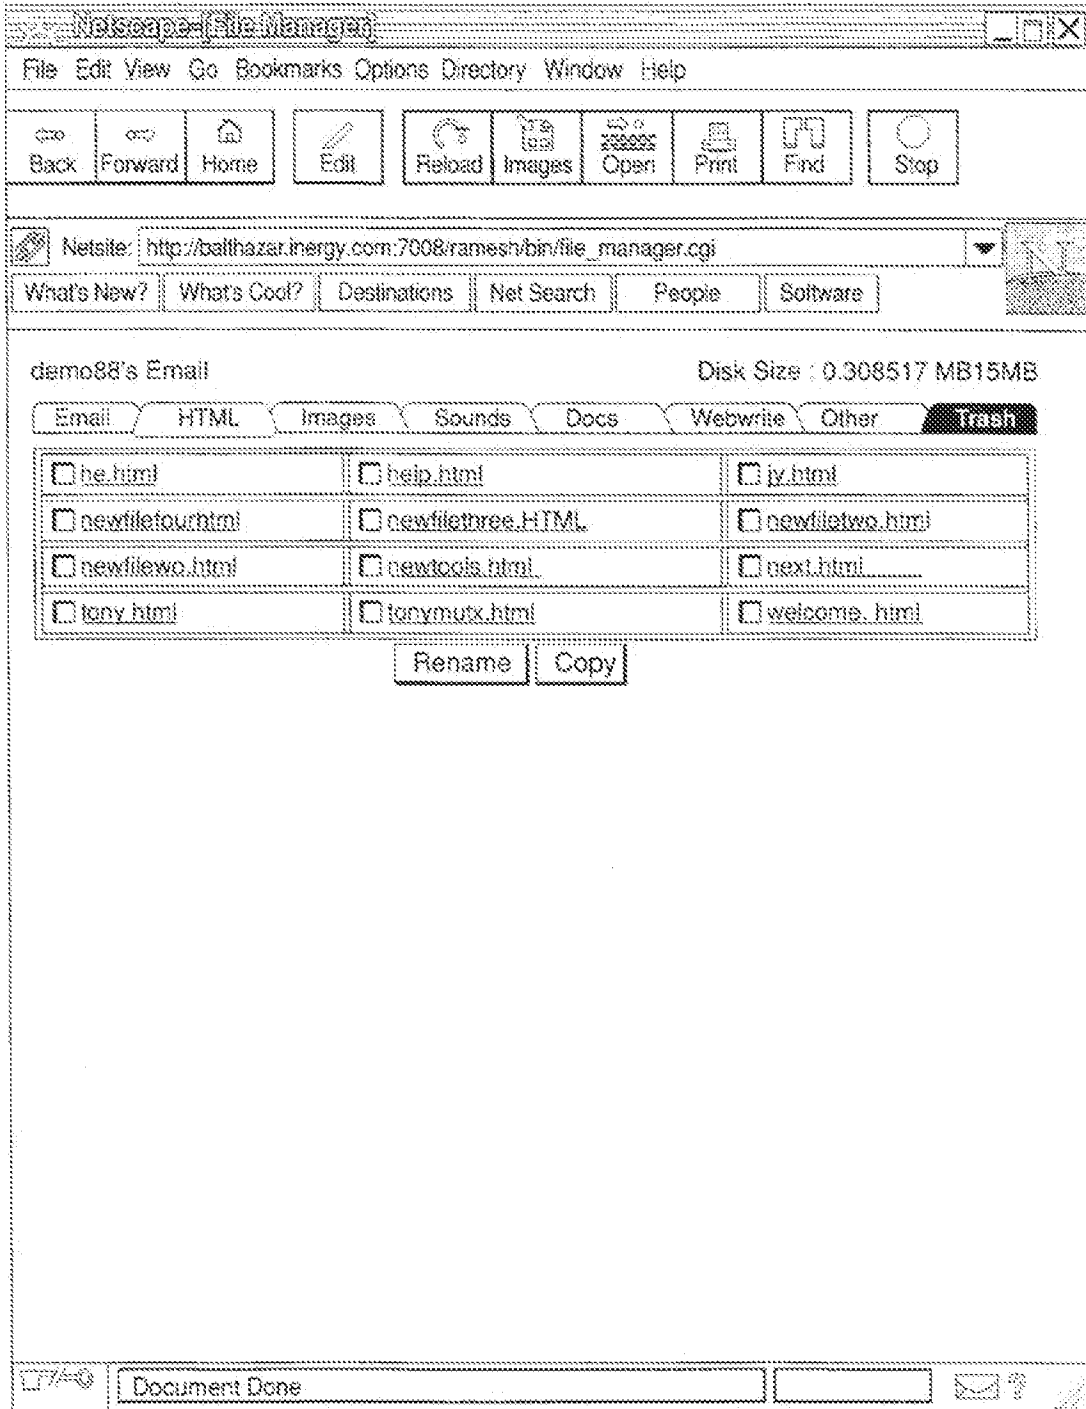 Netscape-[File Manager]
File Edit View Go Bookmarks Options Directory Window Help
Back Forward Home Edit Reload Images Open Print Find Stop
Netsite: http://balthazar.inergy.com:7008/ramesh/bin/file_manager.cgi
N
What's New? What's Cool? Destinations Net Search People Software
demo88's Email Disk Size : 0.308517 MB15MB
Email HTML Images Sounds Docs Webwrite Other Trash
he.html help.html jy.html
newfilefourhtml newfilethree.HTML newfiletwo.html
newfilewo.html newtools.html next.html
tony.html tonymutx.html welcome. html
Rename Copy
Document Done